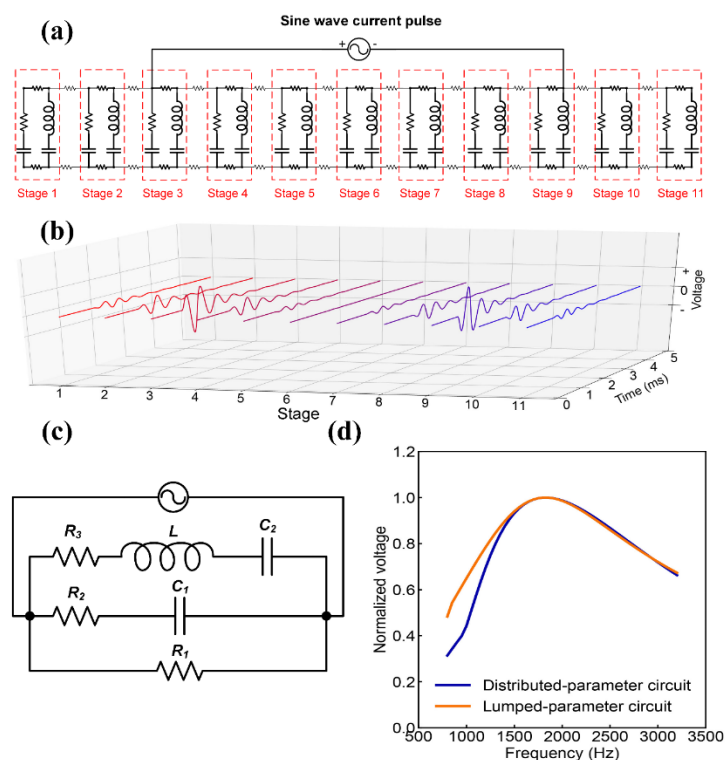 (a)
Sine wave current pulse
+ -
Stage 1 Stage 2 Stage 3 Stage 4 Stage 5 Stage 6 Stage 7 Stage 8 Stage 9 Stage 10 Stage 11
(b)
+
0
-
Voltage
1 2 3 4 5 6 7 8 9 10 11
Stage
0 1 2 3 4 5
Time (ms)
(c)
R3 L C2
R2 C1
R1
(d)
1.2
1.0
0.8
0.6
0.4
0.2
0.0
Normalized voltage
Distributed-parameter circuit
Lumped-parameter circuit
500 1000 1500 2000 2500 3000 3500
Frequency (Hz)